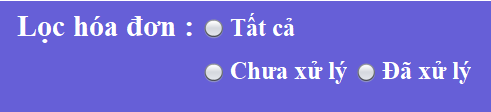 Lọc hóa đơn : Tất cả
Chưa xử lý Đã xử lý